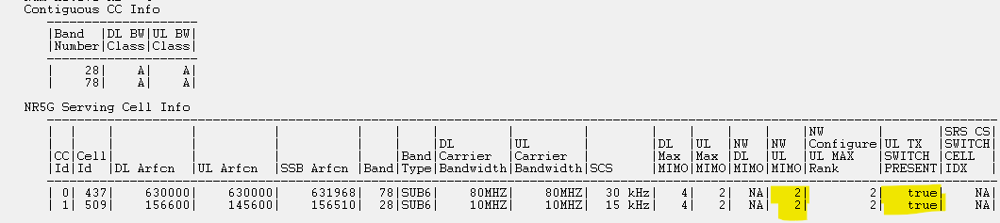 Contiguous CC Info
--------------------
|Band  |DL BW|UL BW|
|Number|Class|Class|
--------------------
|    28|    A|    A|
|    78|    A|    A|
NR5G Serving Cell Info
| | | | | | | | | | | | | | |NW | |SRS CS|
| | | | | | |DL |UL | |DL |UL |NW |NW |Configure|UL TX |SWITCH|
|CC|Cell| | | | |Band|Carrier |Carrier | |Max |Max |DL |UL |UL MAX |SWITCH |CELL |
|Id|Id |DL Arfcn |UL Arfcn |SSB Arfcn |Band|Type|Bandwidth|Bandwidth|SCS |MIMO|MIMO|MIMO|MIMO|Rank |PRESENT|IDX |
| 0| 437| 630000| 630000| 631968| 78|SUB6| 80MHZ| 80MHZ| 30 kHz| 4| 2| NA| 2| 2| true| NA|
| 1| 509| 156600| 145600| 156510| 28|SUB6| 10MHZ| 10MHZ| 15 kHz| 4| 2| NA| 2| 2| true| NA|